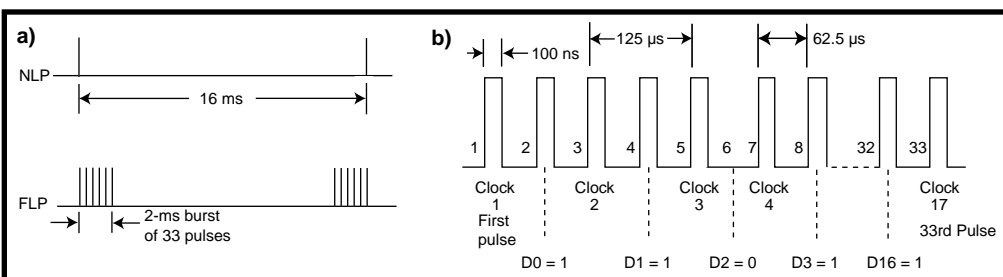 a)
NLP
16 ms
FLP
2-ms burst
of 33 pulses
b)
100 ns
125 µs
62.5 µs
1 2 3 4 5 6 7 8 32 33
Clock Clock Clock Clock Clock
1 2 3 4 17
First
pulse
33rd Pulse
D0 = 1 D1 = 1 D2 = 0 D3 = 1 D16 = 1